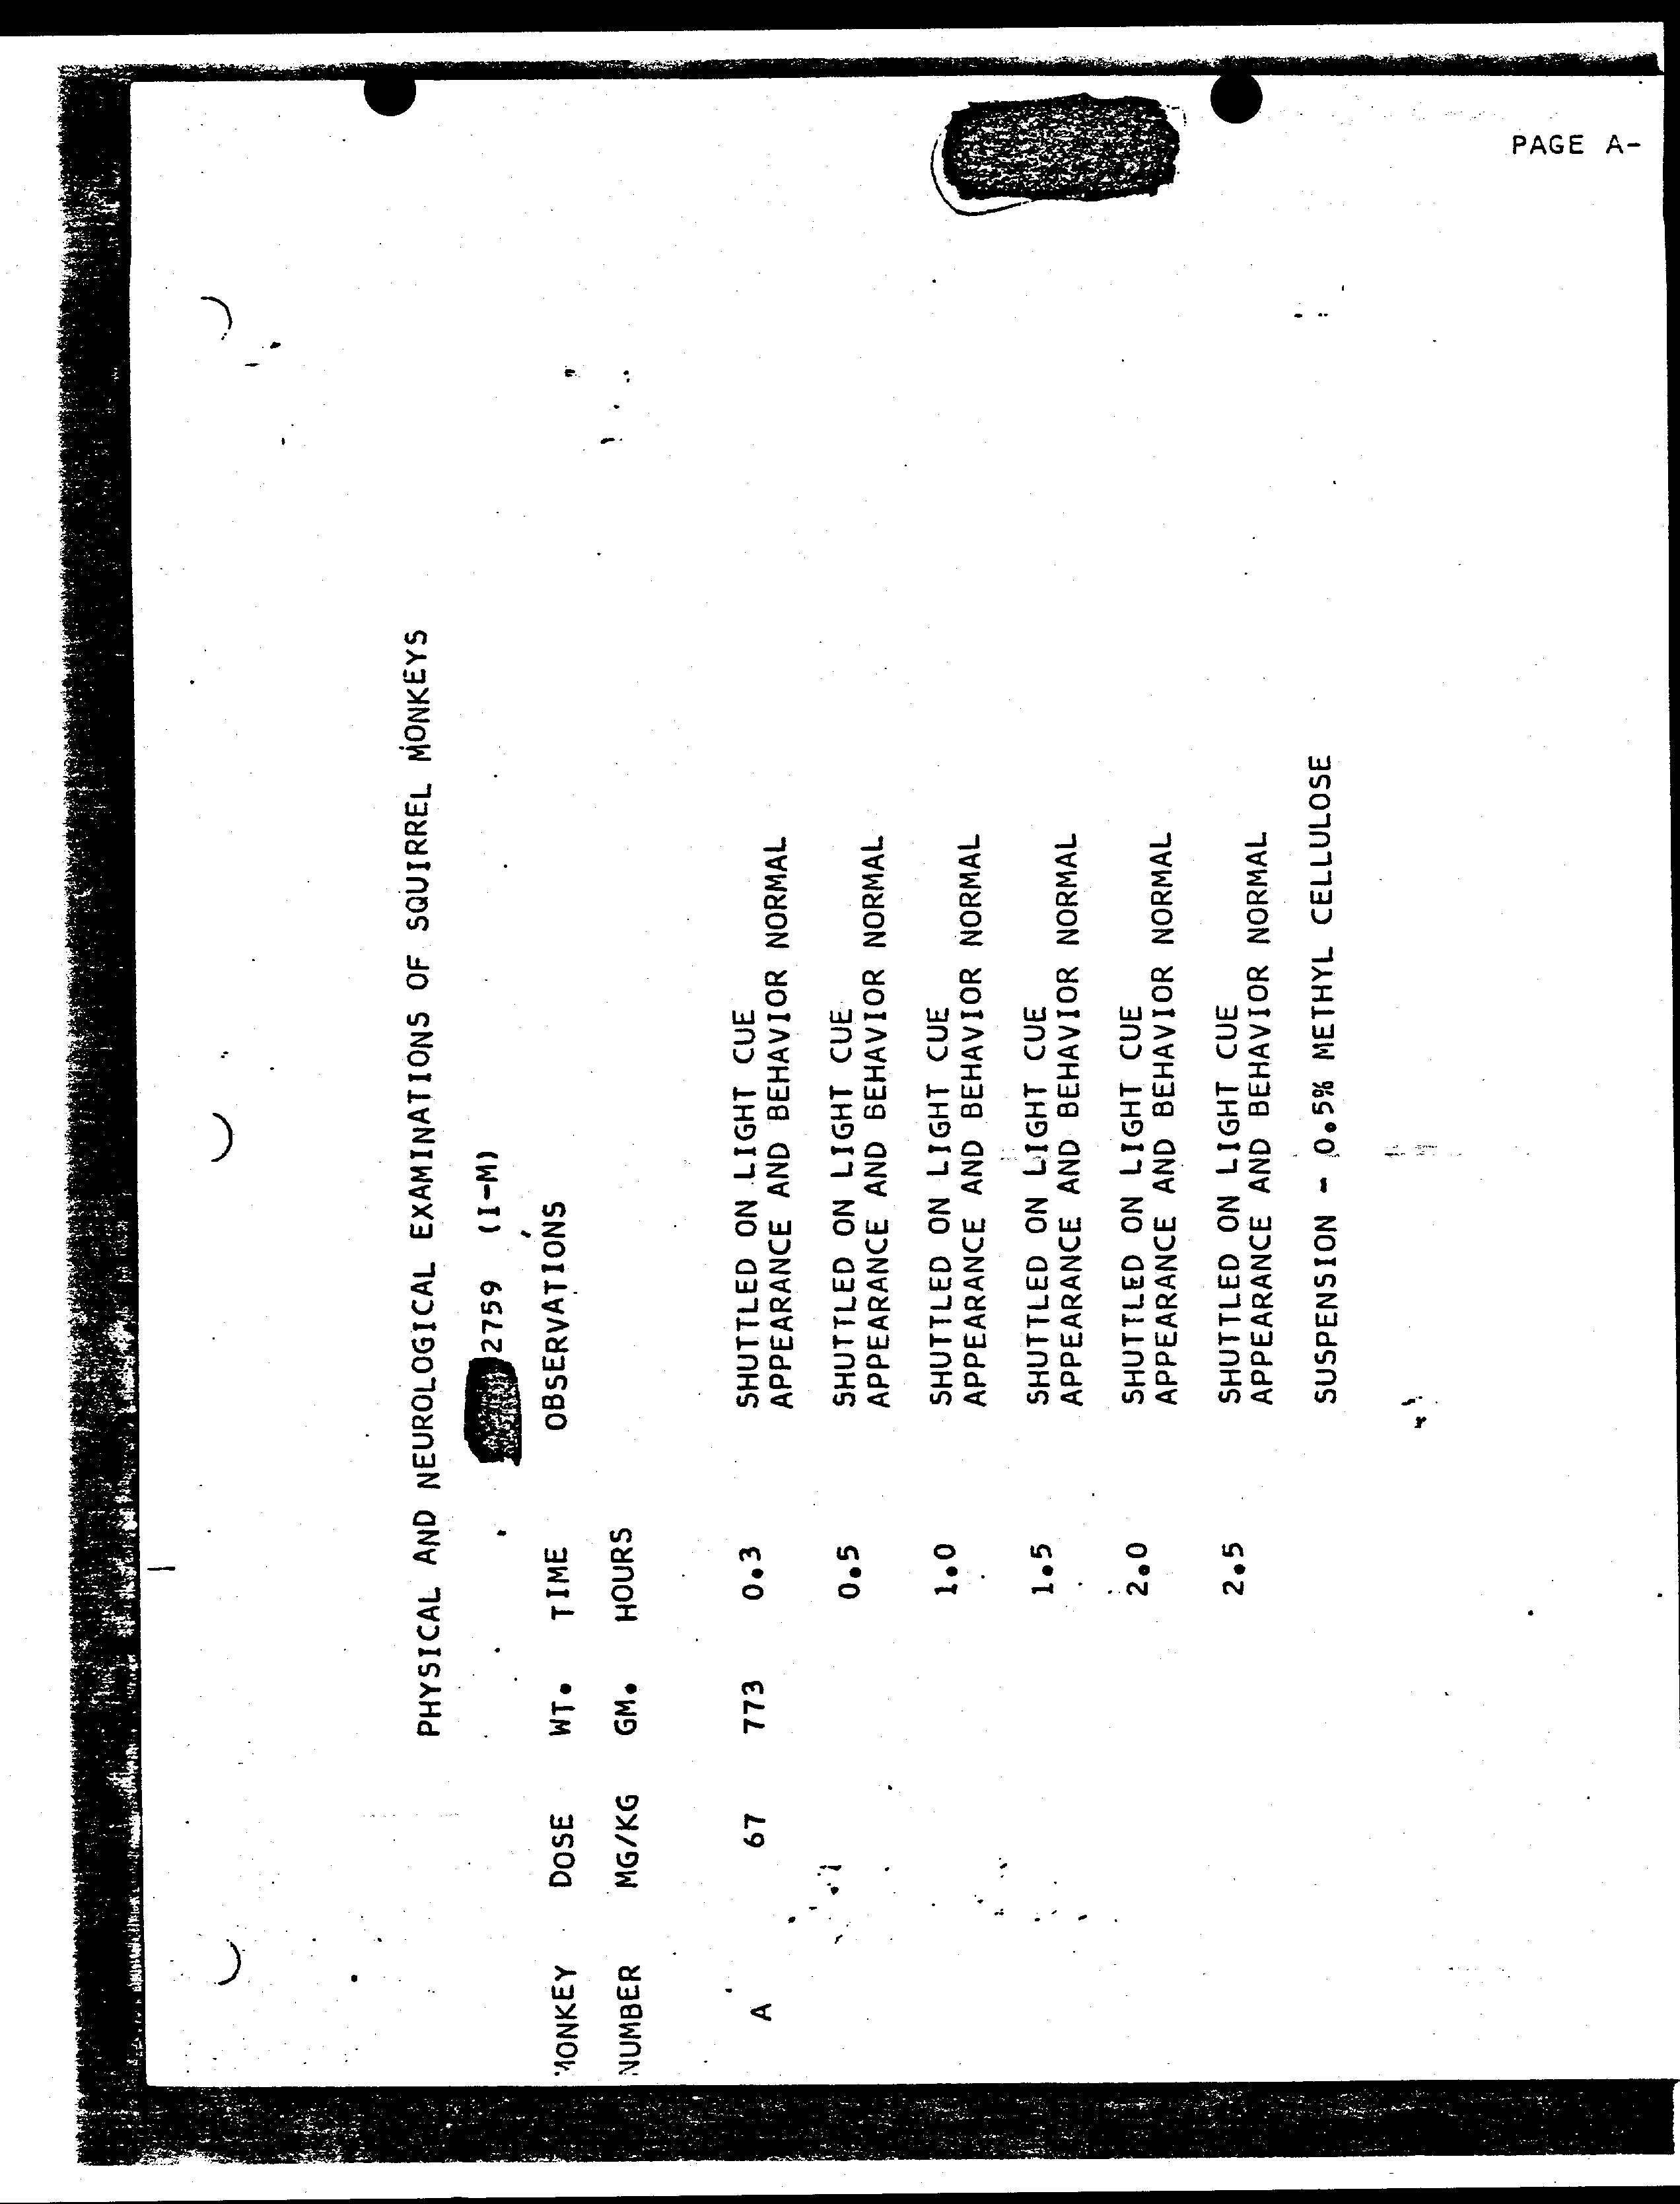 PAGE A-
PHYSICAL AND NEUROLOGICAL EXAMINATIONS OF SQUIRREL MONKEYS
2759 (I-M)
MONKEY DOSE WT. TIME OBSERVATIONS
NUMBER MG/KG GM. HOURS
A 67 773 0.3 SHUTTLED ON LIGHT CUE
APPEARANCE AND BEHAVIOR NORMAL
0.5 SHUTTLED ON LIGHT CUE
APPEARANCE AND BEHAVIOR NORMAL
1.0 SHUTTLED ON LIGHT CUE
APPEARANCE AND BEHAVIOR NORMAL
1.5 SHUTTLED ON LIGHT CUE
APPEARANCE AND BEHAVIOR NORMAL
2.0 SHUTTLED ON LIGHT CUE
APPEARANCE AND BEHAVIOR NORMAL
2.5 SHUTTLED ON LIGHT CUE
APPEARANCE AND BEHAVIOR NORMAL
SUSPENSION - 0.5% METHYL CELLULOSE